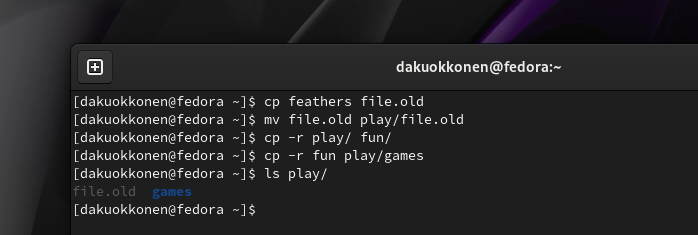 dakuokkonen@fedora:~
[dakuokkonen@fedora ~]$ cp feathers file.old
[dakuokkonen@fedora ~]$ mv file.old play/file.old
[dakuokkonen@fedora ~]$ cp -r play/ fun/
[dakuokkonen@fedora ~]$ cp -r fun play/games
[dakuokkonen@fedora ~]$ ls play/
file.old  games
[dakuokkonen@fedora ~]$